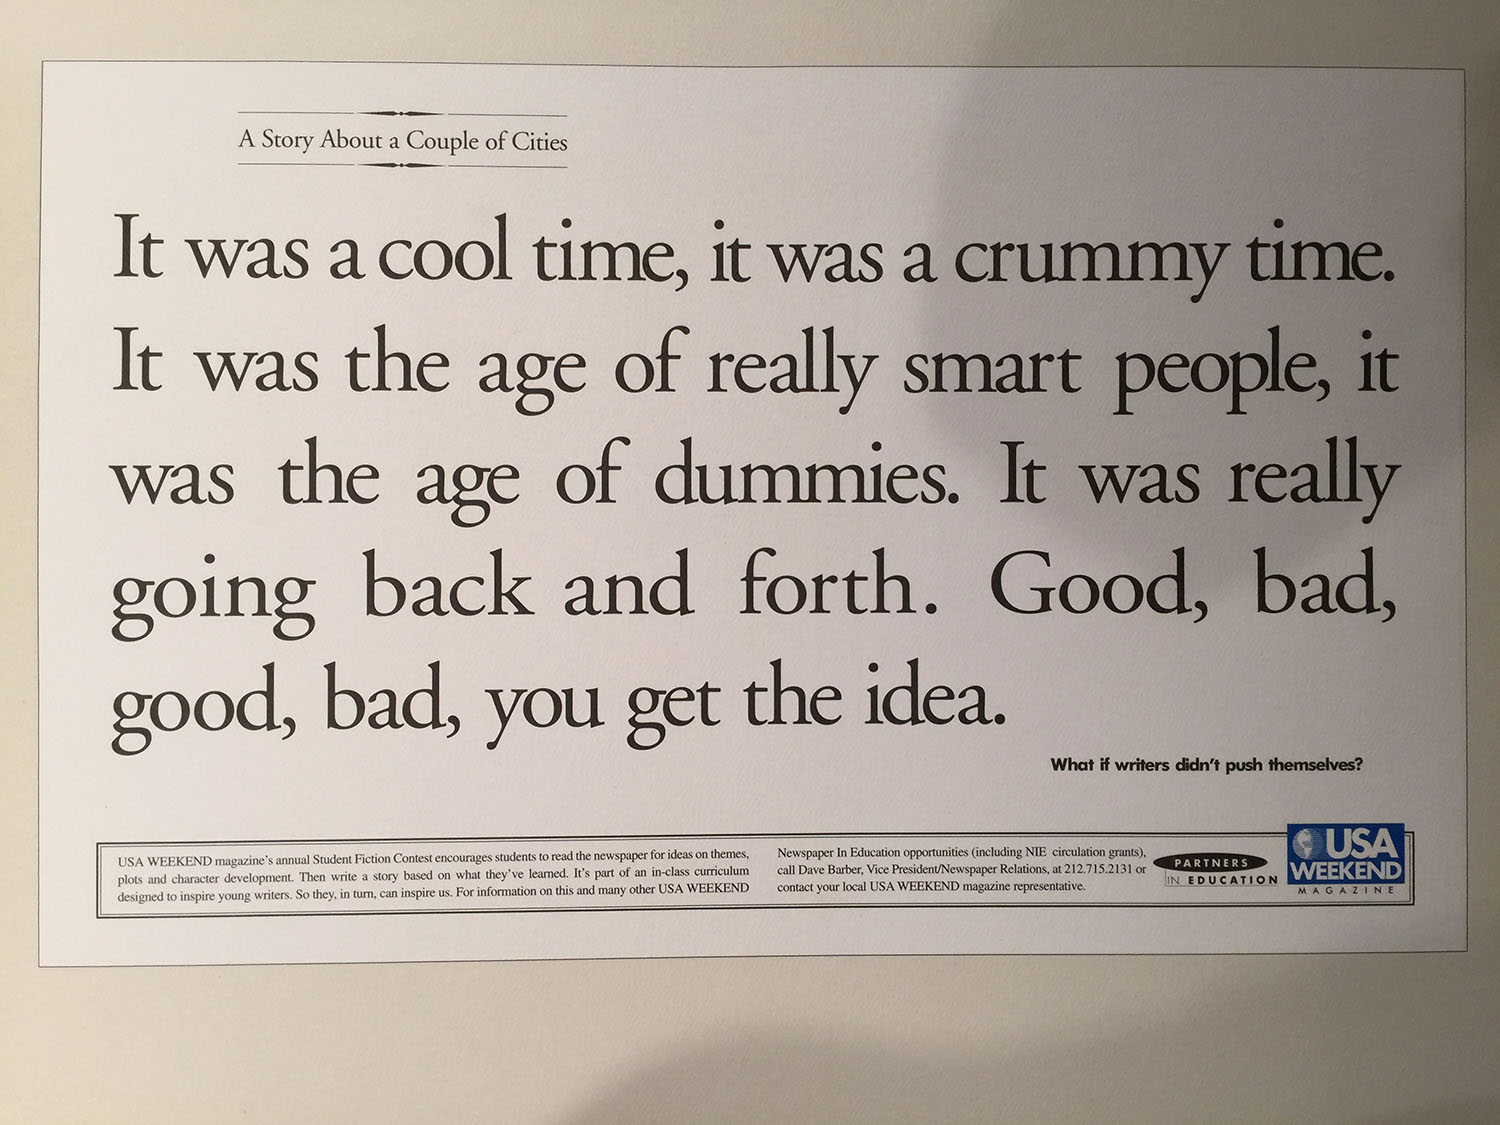 A Story About a Couple of Cities
It was a cool time, it was a crummy time.
It was the age of really smart people, it
was the age of dummies. It was really
going back and forth. Good, bad,
good, bad, you get the idea.
What if writers didn't push themselves?
USA WEEKEND magazine's annual Student Fiction Contest encourages students to read the newspaper for ideas on themes,
plots and character development. Then write a story based on what they've learned. It's part of an in-class curriculum
designed to inspire young writers. So they, in turn, can inspire us. For information on this and many other USA WEEKEND
Newspaper In Education opportunities (including NIE circulation grants),
call Dave Barber, Vice President/Newspaper Relations, at 212.715.2131 or
contact your local USA WEEKEND magazine representative.
PARTNERS
IN EDUCATION
USA
WEEKEND
MAGAZINE